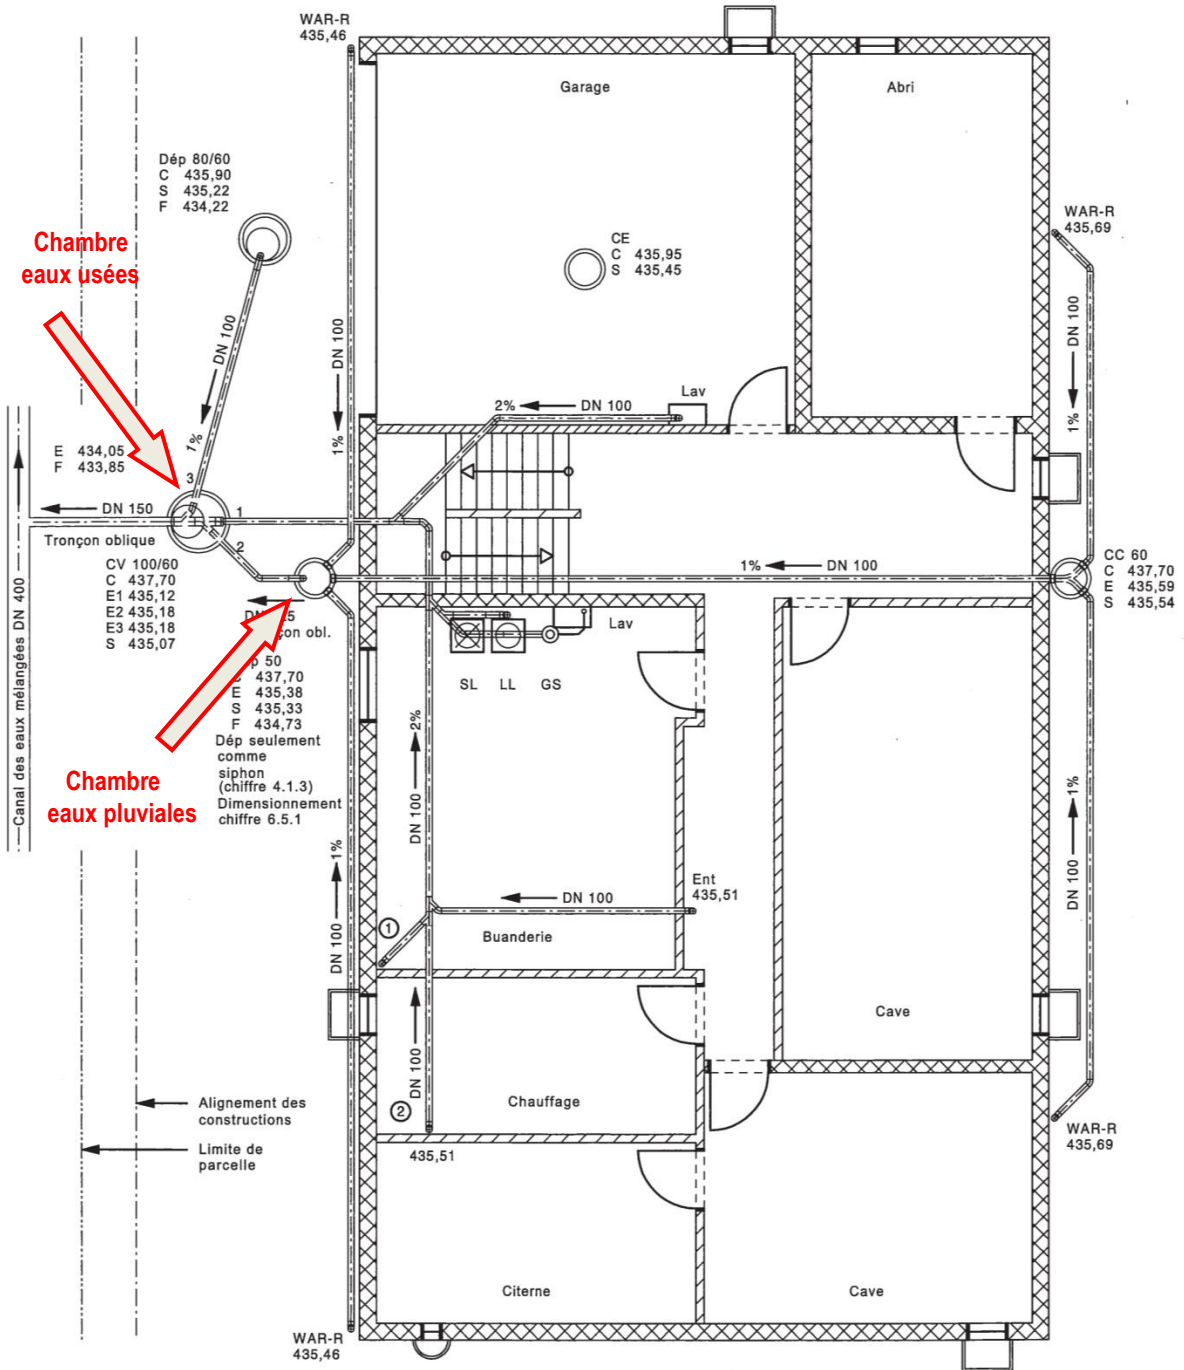 WAR-R
435,46
Garage
Abri
Dép 80/60
C 435,90
S 435,22
F 434,22
Chambre
eaux usées
WAR-R
435,69
CE
C 435,95
S 435,45
DN 100
DN 100
DN 100
1%
1%
1%
Lav
2%
DN 100
E 434,05
F 433,85
3
1
2
DN 150
Tronçon oblique
CV 100/60
C 437,70
E1 435,12
E2 435,18
E3 435,18
S 435,07
1%
DN 100
CC 60
C 437,70
E 435,59
S 435,54
obl.
50
437,70
E 435,38
S 435,33
F 434,73
Dép seulement
comme
siphon
(chiffre 4.1.3)
Dimensionnement
chiffre 6.5.1
Lav
SL LL GS
Chambre
eaux pluviales
Canal des eaux mélangées DN 400
2%
DN 100
1%
DN 100
1%
DN 100
Ent
435,51
DN 100
1
Buanderie
DN 100
2
Chauffage
Cave
435,51
Alignement des
constructions
Limite de
parcelle
WAR-R
435,69
Citerne
Cave
WAR-R
435,46